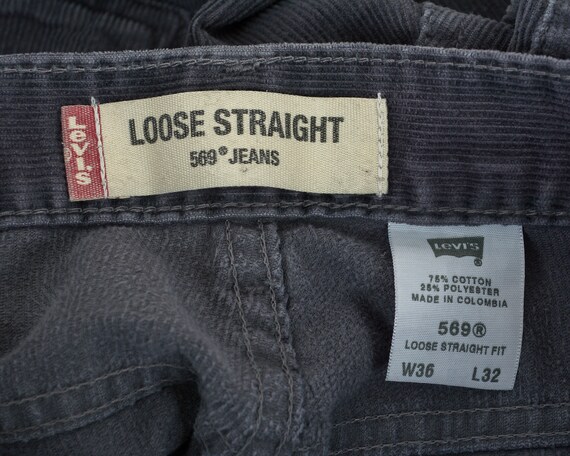 Levi's
LOOSE STRAIGHT
569® JEANS
Levi's
®
75% COTTON
25% POLYESTER
MADE IN COLOMBIA
569®
LOOSE STRAIGHT FIT
W36 L32